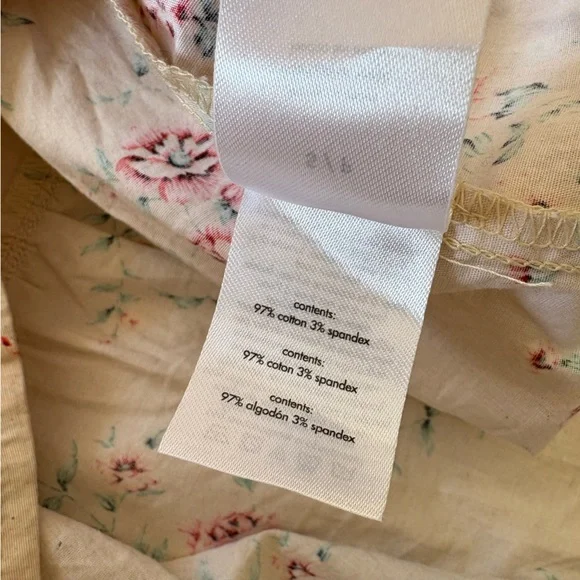 contents:
97% cotton 3% spandex
contents:
97% coton 3% spandex
contents:
97% algodón 3% spandex